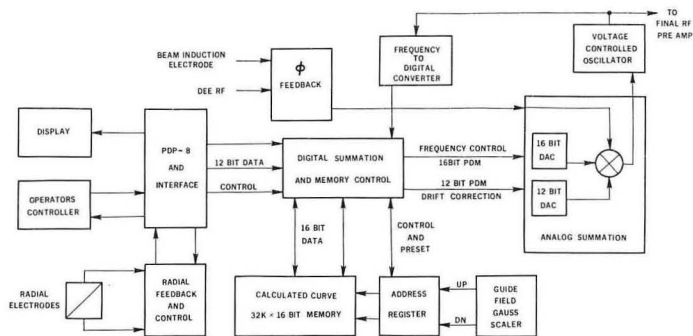 TO
FINAL RF
PRE AMP
BEAM INDUCTION
ELECTRODE
DEE RF
ϕ
FEEDBACK
FREQUENCY
TO
DIGITAL
CONVERTER
VOLTAGE
CONTROLLED
OSCILLATOR
DISPLAY
PDP-8
AND
INTERFACE
12 BIT DATA
CONTROL
DIGITAL SUMMATION
AND MEMORY CONTROL
FREQUENCY CONTROL
16BIT PDM
12 BIT PDM
DRIFT CORRECTION
16 BIT
DAC
12 BIT
DAC
ANALOG SUMMATION
OPERATORS
CONTROLLER
16 BIT
DATA
CONTROL
AND
PRESET
RADIAL
ELECTRODES
RADIAL
FEEDBACK
AND
CONTROL
CALCULATED CURVE
32K × 16 BIT MEMORY
ADDRESS
REGISTER
UP
DN
GUIDE
FIELD
GAUSS
SCALER